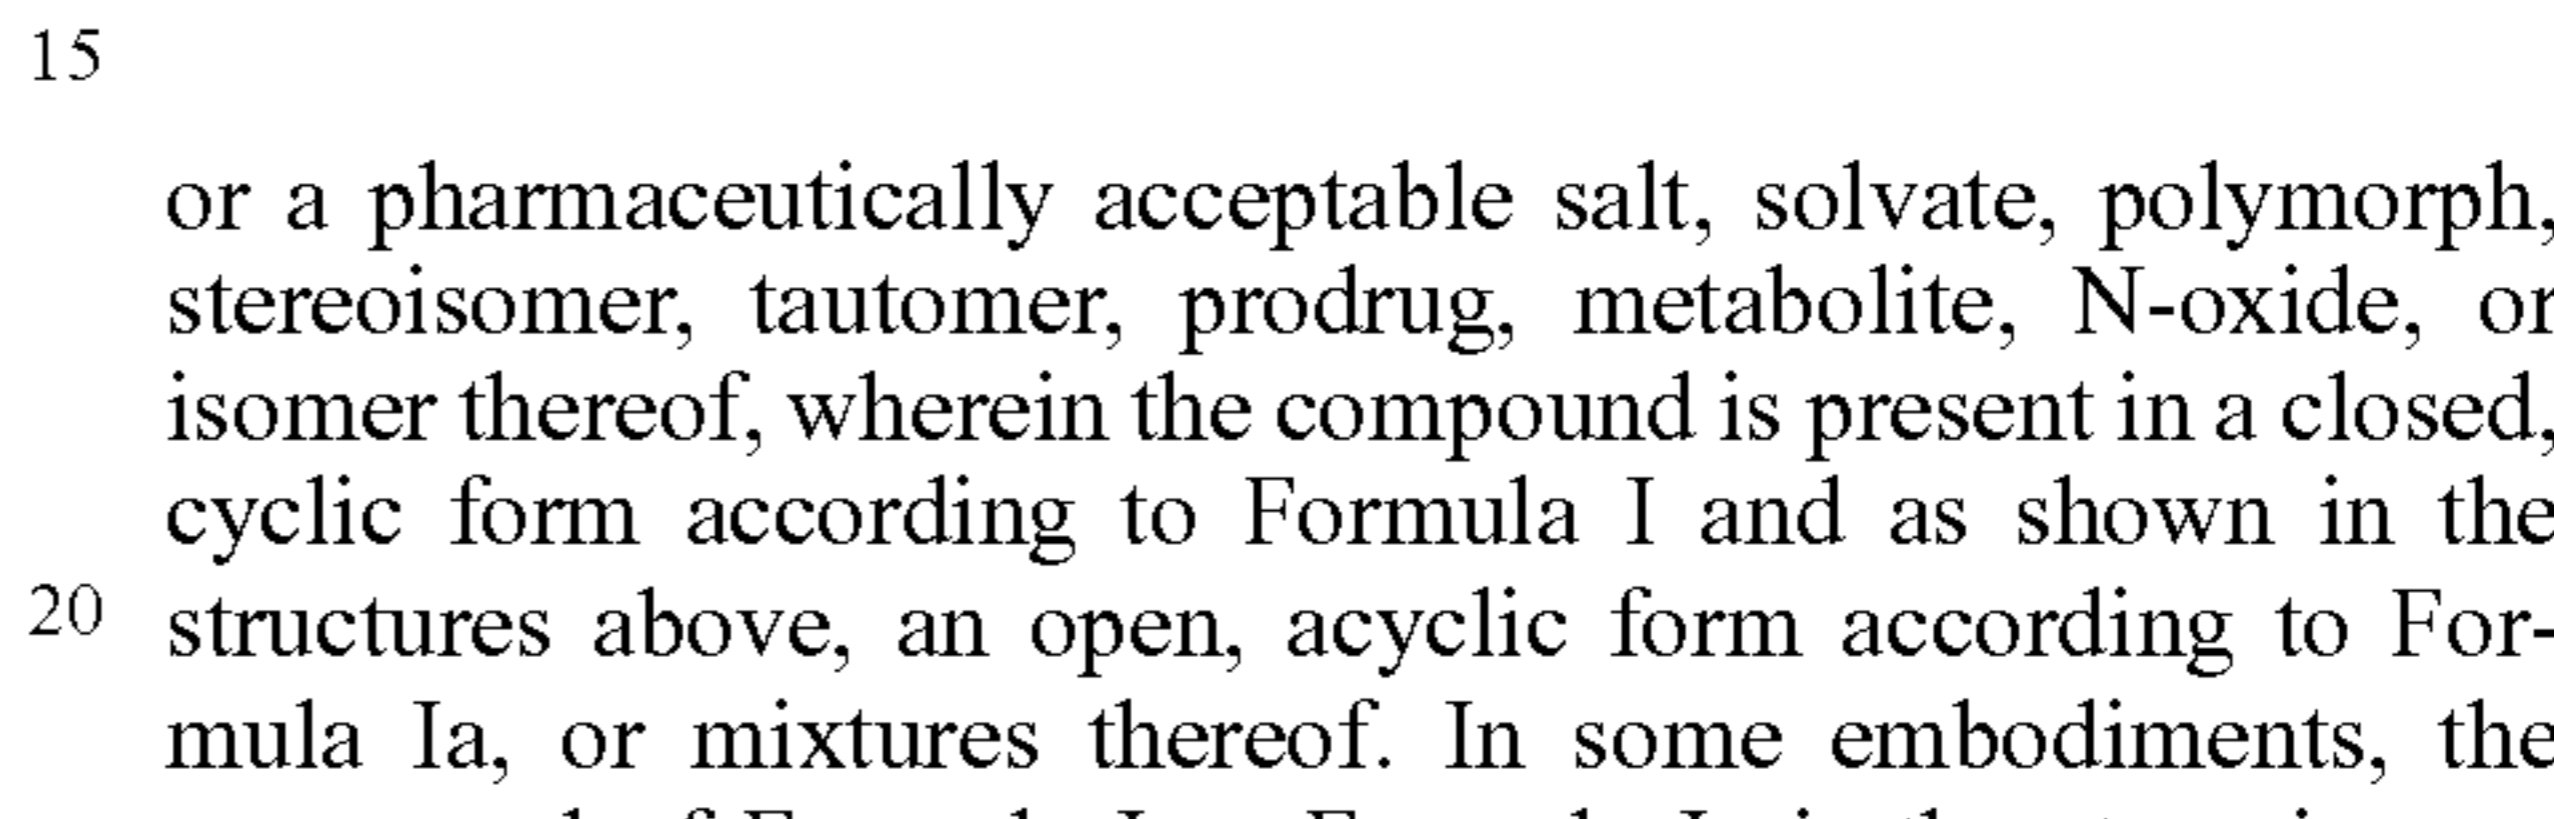 15
or a pharmaceutically acceptable salt, solvate, polymorph,
stereoisomer, tautomer, prodrug, metabolite, N-oxide, or
isomer thereof, wherein the compound is present in a closed,
cyclic form according to Formula I and as shown in the
20 structures above, an open, acyclic form according to For-
mula Ia, or mixtures thereof. In some embodiments, the